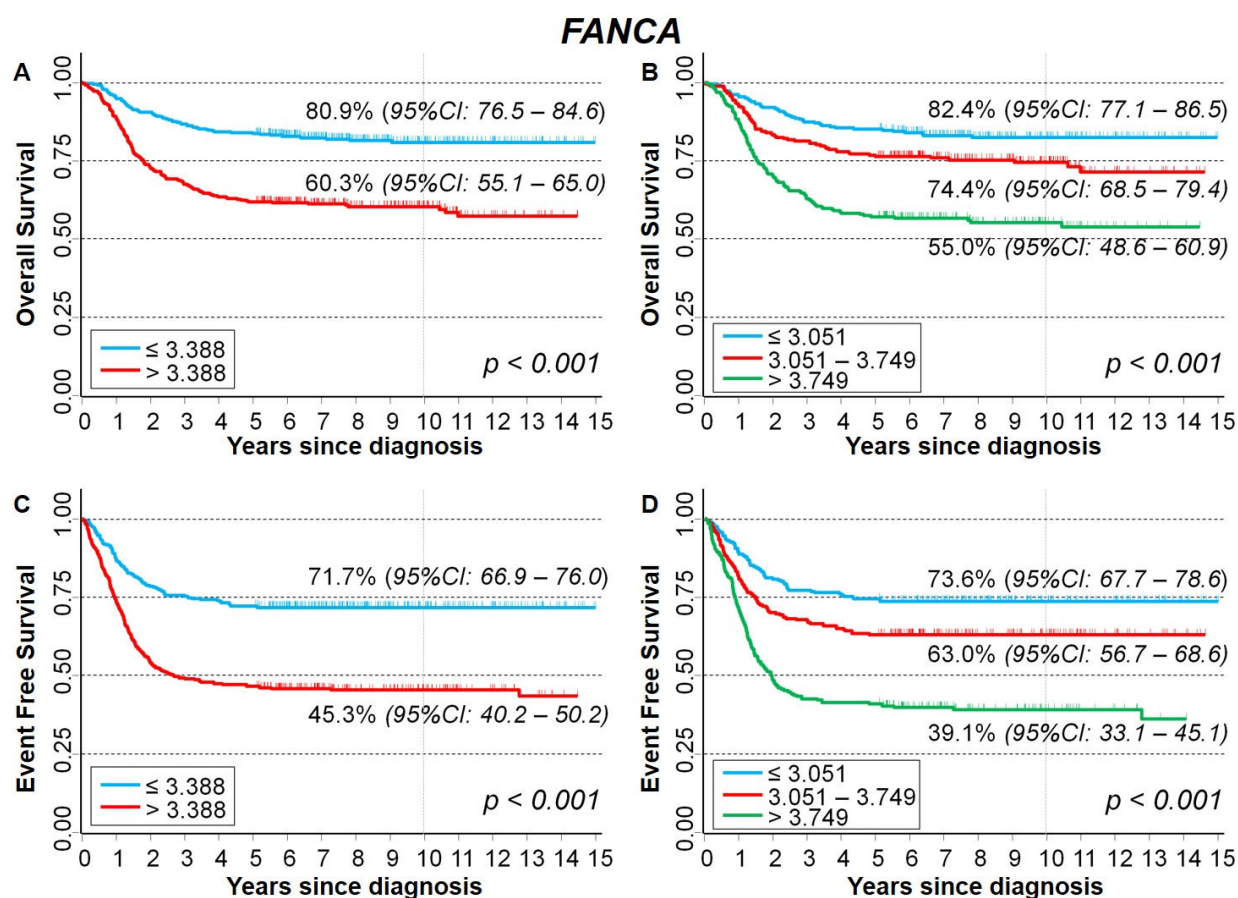 FANCA
A
Overall Survival
1.00
0.75
0.50
0.25
0.00
80.9% (95%CI: 76.5 – 84.6)
60.3% (95%CI: 55.1 – 65.0)
≤ 3.388
> 3.388
p < 0.001
0 1 2 3 4 5 6 7 8 9 10 11 12 13 14 15
Years since diagnosis
B
Overall Survival
1.00
0.75
0.50
0.25
0.00
82.4% (95%CI: 77.1 – 86.5)
74.4% (95%CI: 68.5 – 79.4)
55.0% (95%CI: 48.6 – 60.9)
≤ 3.051
3.051 – 3.749
> 3.749
p < 0.001
0 1 2 3 4 5 6 7 8 9 10 11 12 13 14 15
Years since diagnosis
C
Event Free Survival
1.00
0.75
0.50
0.25
0.00
71.7% (95%CI: 66.9 – 76.0)
45.3% (95%CI: 40.2 – 50.2)
≤ 3.388
> 3.388
p < 0.001
0 1 2 3 4 5 6 7 8 9 10 11 12 13 14 15
Years since diagnosis
D
Event Free Survival
1.00
0.75
0.50
0.25
0.00
73.6% (95%CI: 67.7 – 78.6)
63.0% (95%CI: 56.7 – 68.6)
39.1% (95%CI: 33.1 – 45.1)
≤ 3.051
3.051 – 3.749
> 3.749
p < 0.001
0 1 2 3 4 5 6 7 8 9 10 11 12 13 14 15
Years since diagnosis